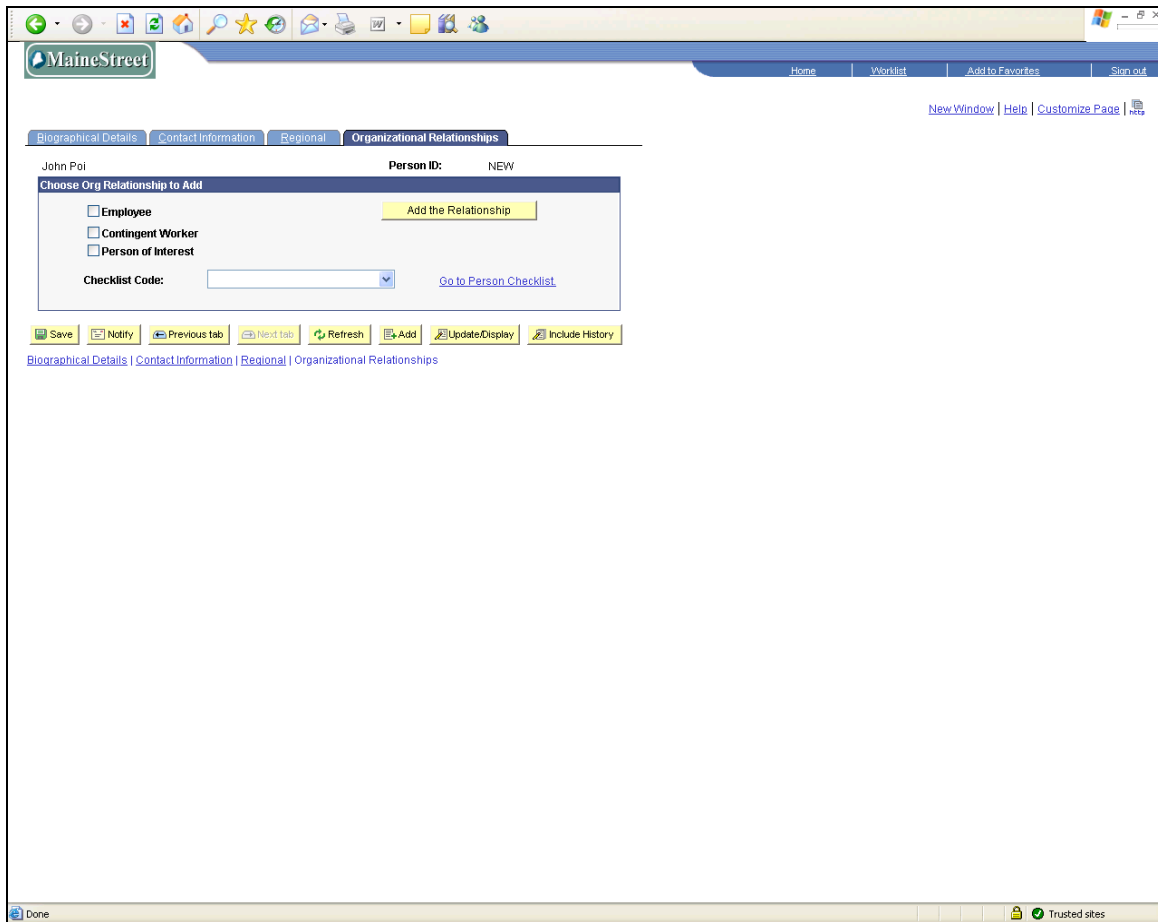 MaineStreet
Home Worklist Add to Favorites Sign out
New Window | Help | Customize Page | http
Biographical Details Contact Information Regional Organizational Relationships
John Poi Person ID: NEW
Choose Org Relationship to Add
Employee Add the Relationship
Contingent Worker
Person of Interest
Checklist Code: Go to Person Checklist.
Save Notify Previous tab Next tab Refresh Add Update/Display Include History
Biographical Details | Contact Information | Regional | Organizational Relationships
Done Trusted sites